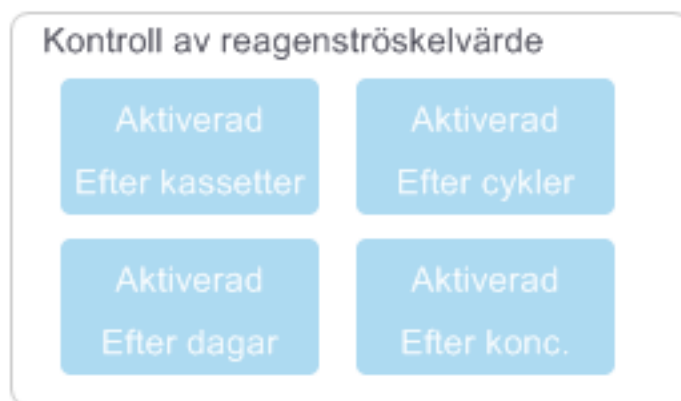 Kontroll av reagenströskelvärde
Aktiverad
Efter kassetter
Aktiverad
Efter cykler
Aktiverad
Efter dagar
Aktiverad
Efter konc.